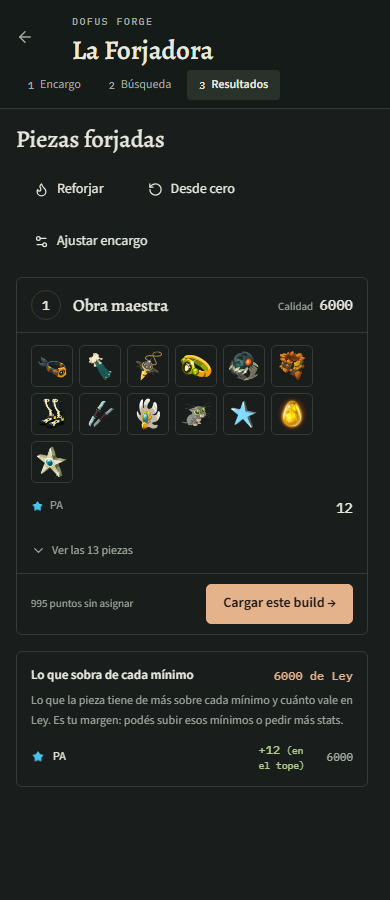 DOFUS FORGE
La Forjadora
1 Encargo 2 Búsqueda 3 Resultados
Piezas forjadas
Reforjar Desde cero
Ajustar encargo
1 Obra maestra Calidad 6000
PA 12
Ver las 13 piezas
995 puntos sin asignar Cargar este build →
Lo que sobra de cada mínimo 6000 de Ley
Lo que la pieza tiene de más sobre cada mínimo y cuánto vale en
Ley. Es tu margen: podés subir esos mínimos o pedir más stats.
PA +12 (en el tope) 6000